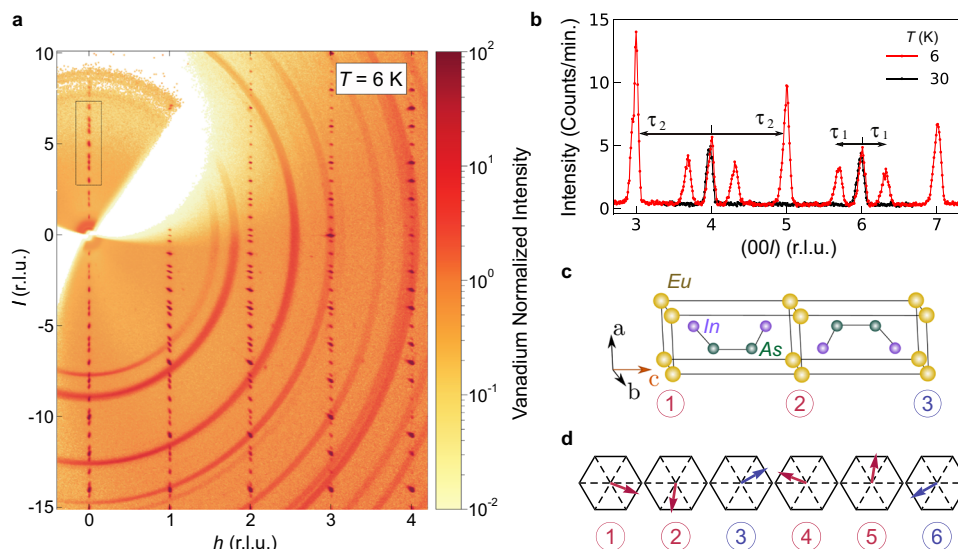 a
T = 6 K
10
5
0
-5
-10
-15
0
1
2
3
4
h (r.l.u.)
l (r.l.u.)
10²
10¹
10⁰
10⁻¹
10⁻²
Vanadium Normalized Intensity
b
T (K)
6
30
τ₂
τ₂
τ₁
τ₁
15
10
5
0
Intensity (Counts/min.)
3
4
5
6
7
(00l) (r.l.u.)
c
Eu
In
As
a
c
b
1
2
3
d
1
2
3
4
5
6